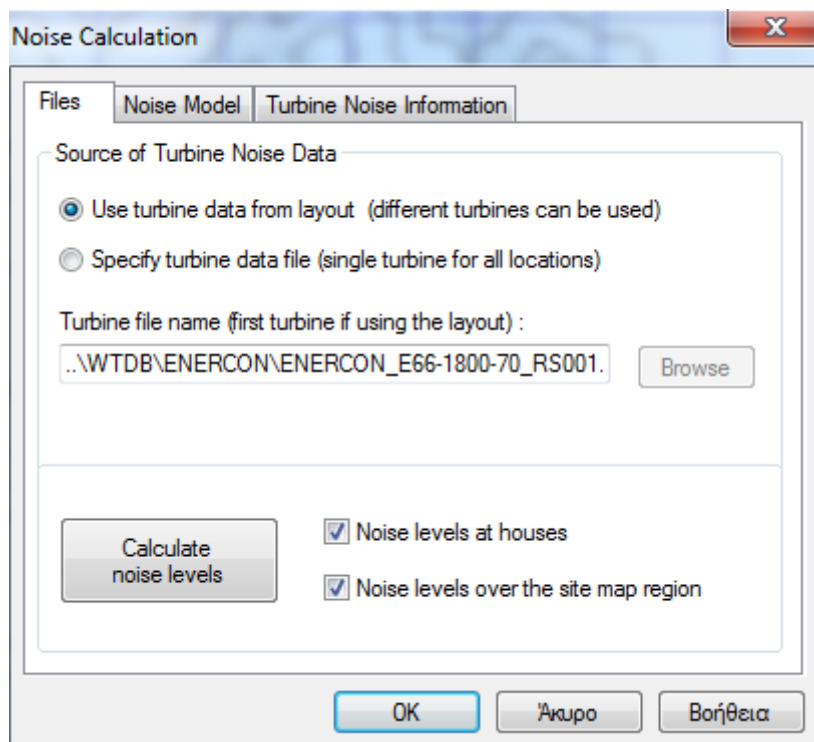 Noise Calculation
Files
Noise Model
Turbine Noise Information
Source of Turbine Noise Data
Use turbine data from layout (different turbines can be used)
Specify turbine data file (single turbine for all locations)
Turbine file name (first turbine if using the layout) :
..\WTDB\ENERCON\ENERCON_E66-1800-70_RS001.
Browse
Calculate
noise levels
Noise levels at houses
Noise levels over the site map region
OK
Άκυρο
Βοήθεια